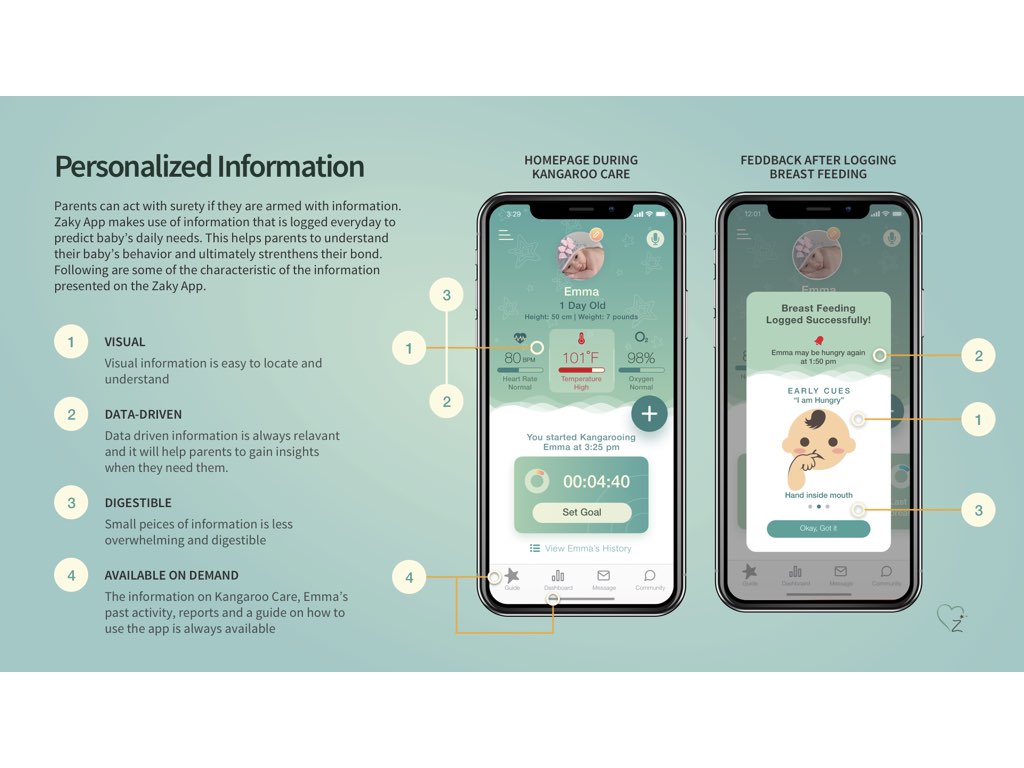 Personalized Information
Parents can act with surety if they are armed with information.
Zaky App makes use of information that is logged everyday to
predict baby's daily needs. This helps parents to understand
their baby's behavior and ultimately strenthens their bond.
Following are some of the characteristic of the information
presented on the Zaky App.
1
VISUAL
Visual information is easy to locate and
understand
2
DATA-DRIVEN
Data driven information is always relavant
and it will help parents to gain insights
when they need them.
3
DIGESTIBLE
Small peices of information is less
overwhelming and digestible
4
AVAILABLE ON DEMAND
The information on Kangaroo Care, Emma's
past activity, reports and a guide on how to
use the app is always available
HOMEPAGE DURING
KANGAROO CARE
3
1
2
4
3:29
Emma
1 Day Old
Height: 50 cm | Weight: 7 pounds
O2
80 BPM
101°F
98%
Heart Rate
Normal
Temperature
High
Oxygen
Normal
+
You started Kangarooing
Emma at 3:25 pm
00:04:40
Set Goal
View Emma's History
Guide
Dashboard
Message
Community
FEDDBACK AFTER LOGGING
BREAST FEEDING
12:01
Emma
Breast Feeding
Logged Successfully!
Emma may be hungry again
at 1:50 pm
EARLY CUES
"I am Hungry"
Hand inside mouth
Okay, Got it
Guide
Dashboard
Message
Community
2
1
3
Z